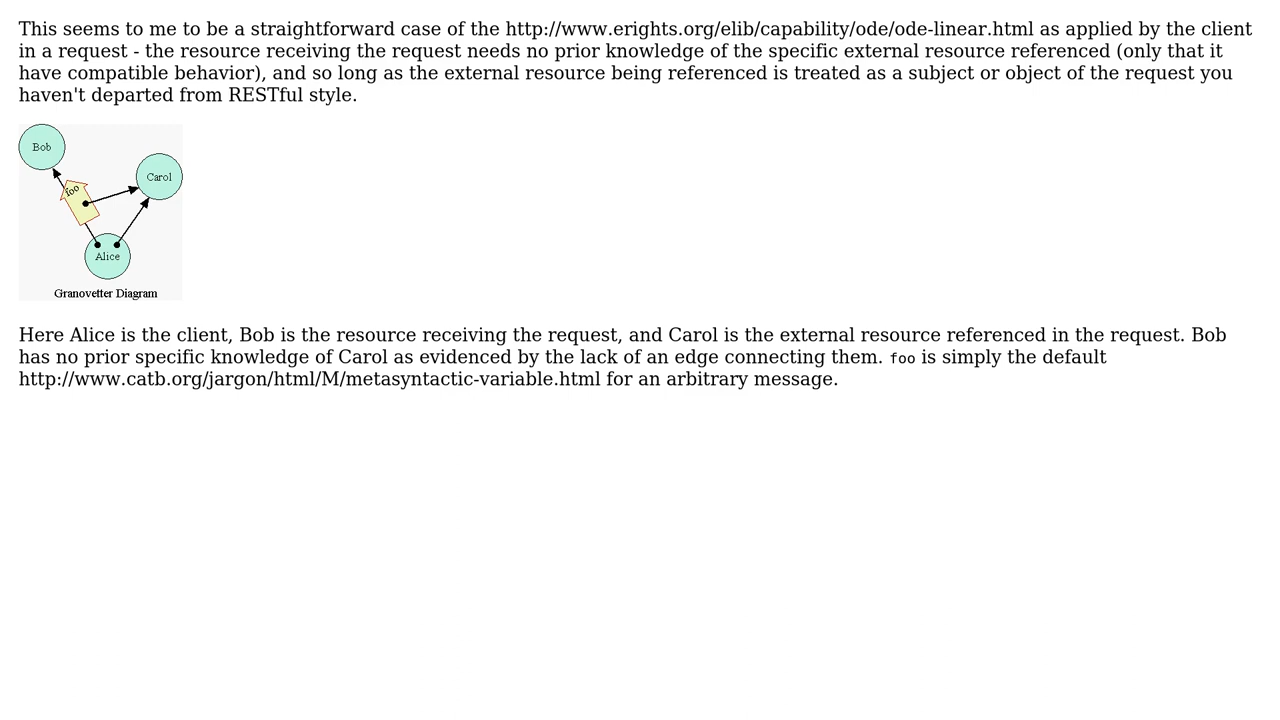 This seems to me to be a straightforward case of the http://www.erights.org/elib/capability/ode/ode-linear.html as applied by the client
in a request - the resource receiving the request needs no prior knowledge of the specific external resource referenced (only that it
have compatible behavior), and so long as the external resource being referenced is treated as a subject or object of the request you
haven't departed from RESTful style.
Bob
Carol
foo
Alice
Granovetter Diagram
Here Alice is the client, Bob is the resource receiving the request, and Carol is the external resource referenced in the request. Bob
has no prior specific knowledge of Carol as evidenced by the lack of an edge connecting them. foo is simply the default
http://www.catb.org/jargon/html/M/metasyntactic-variable.html for an arbitrary message.